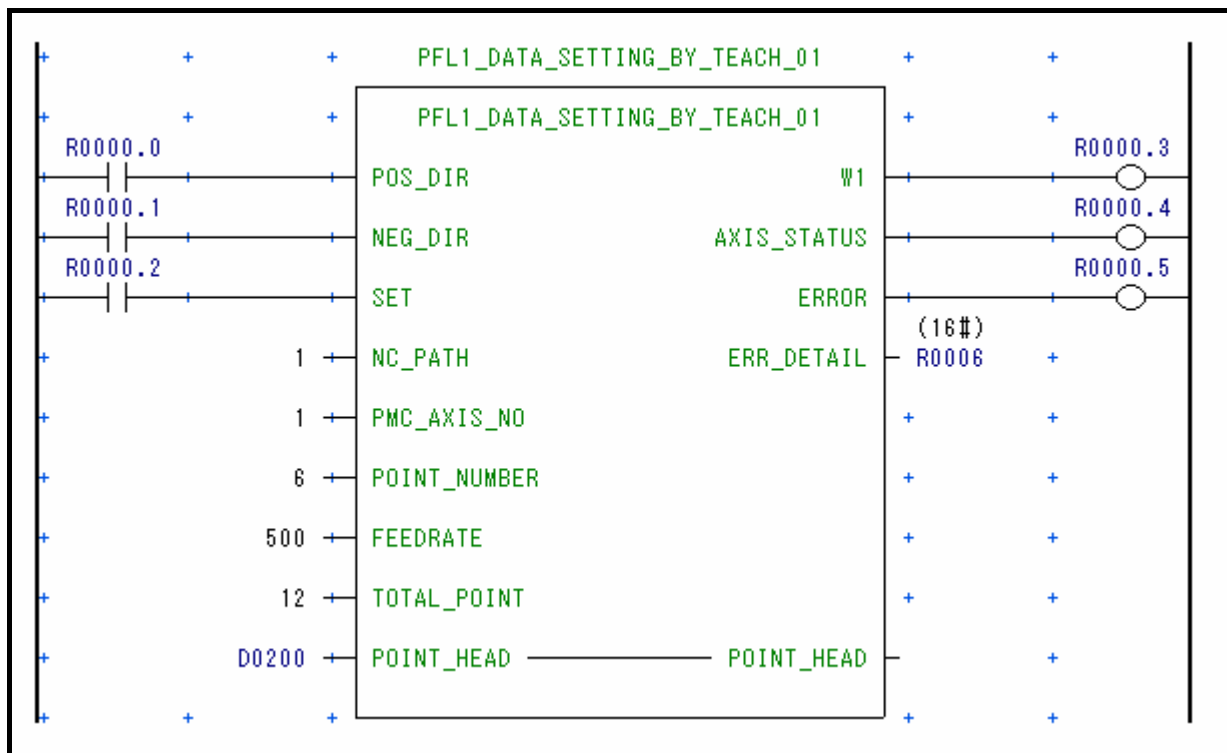 PFL1_DATA_SETTING_BY_TEACH_01
PFL1_DATA_SETTING_BY_TEACH_01
R0000.0 R0000.3
POS_DIR W1
R0000.1 R0000.4
NEG_DIR AXIS_STATUS
R0000.2 R0000.5
SET ERROR
(16#)
1 NC_PATH ERR_DETAIL R0006
1 PMC_AXIS_NO
6 POINT_NUMBER
500 FEEDRATE
12 TOTAL_POINT
D0200 POINT_HEAD POINT_HEAD